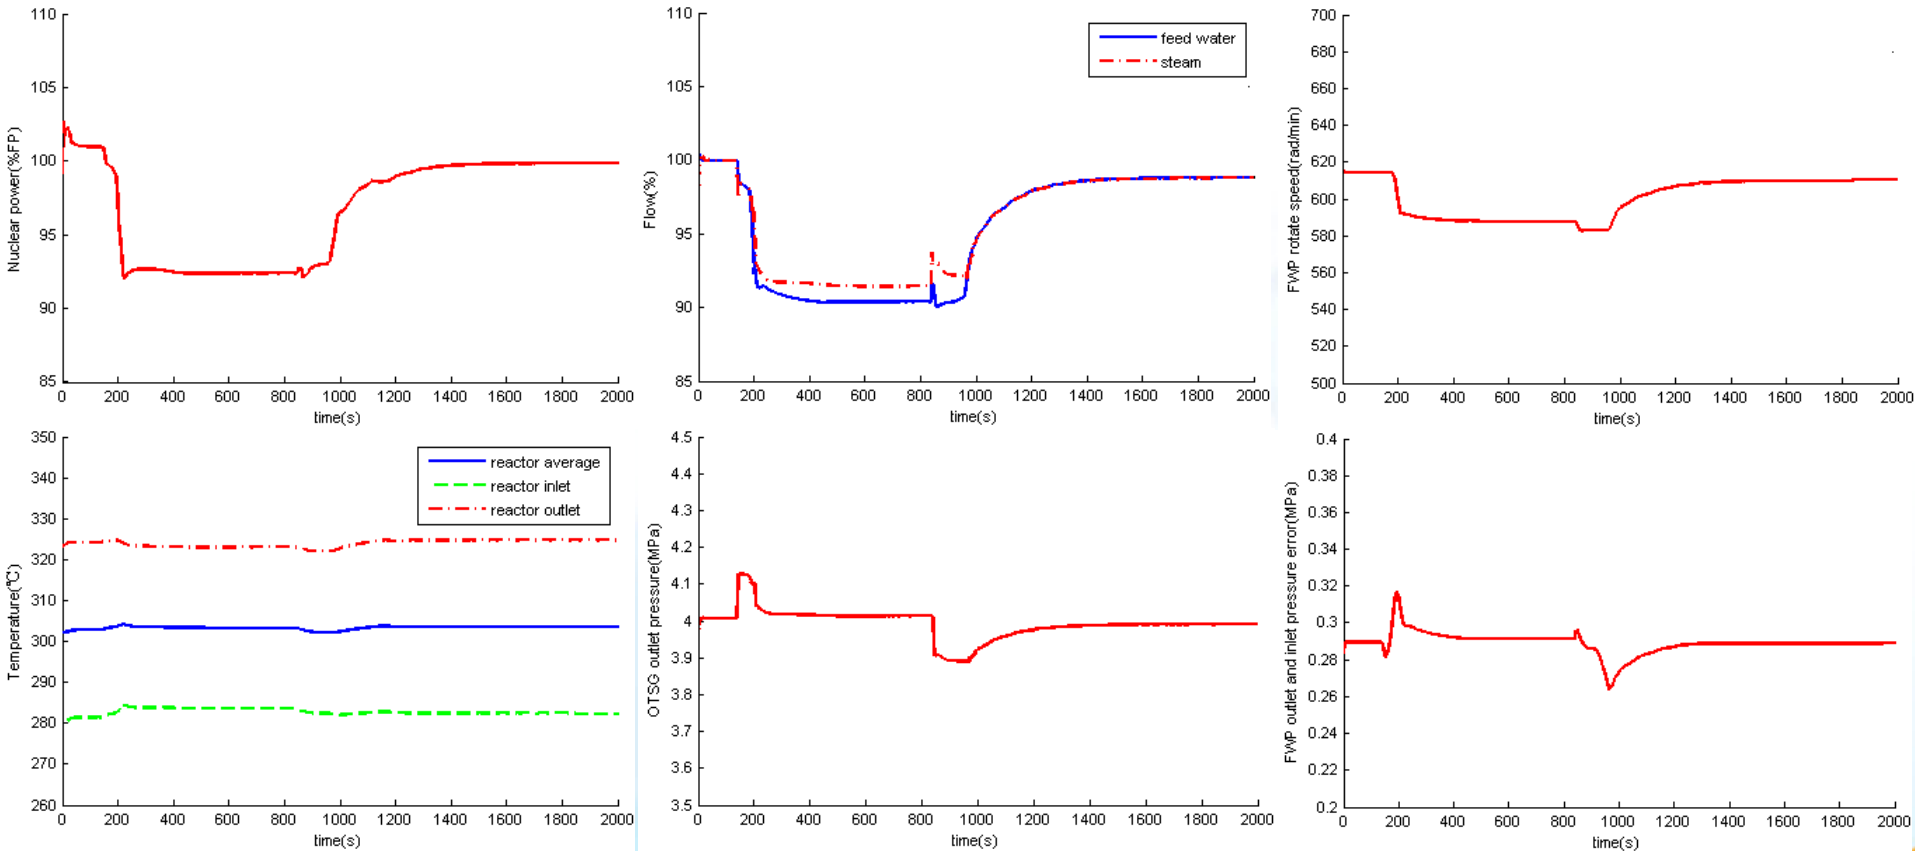 110
105
100
95
90
85
Nuclear power(%FP)
0 200 400 600 800 1000 1200 1400 1600 1800 2000
time(s)
110
105
100
95
90
85
Flow(%)
feed water
steam
0 200 400 600 800 1000 1200 1400 1600 1800 2000
time(s)
700
680
660
640
620
600
580
560
540
520
500
FWP rotate speed(rad/min)
0 200 400 600 800 1000 1200 1400 1600 1800 2000
time(s)
350
340
330
320
310
300
290
280
270
260
Temperature(℃)
reactor average
reactor inlet
reactor outlet
0 200 400 600 800 1000 1200 1400 1600 1800 2000
time(s)
4.5
4.4
4.3
4.2
4.1
4
3.9
3.8
3.7
3.6
3.5
OTSG outlet pressure(MPa)
0 200 400 600 800 1000 1200 1400 1600 1800 2000
time(s)
0.4
0.38
0.36
0.34
0.32
0.3
0.28
0.26
0.24
0.22
0.2
FWP outlet and inlet pressure error(MPa)
0 200 400 600 800 1000 1200 1400 1600 1800 2000
time(s)